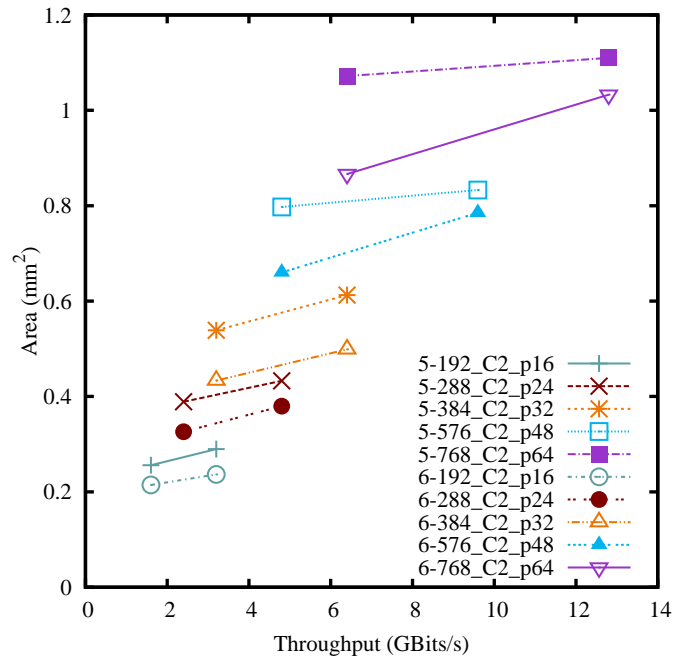 1.2
1
0.8
0.6
0.4
0.2
0
Area (mm²)
5-192_C2_p16
5-288_C2_p24
5-384_C2_p32
5-576_C2_p48
5-768_C2_p64
6-192_C2_p16
6-288_C2_p24
6-384_C2_p32
6-576_C2_p48
6-768_C2_p64
0 2 4 6 8 10 12 14
Throughput (GBits/s)